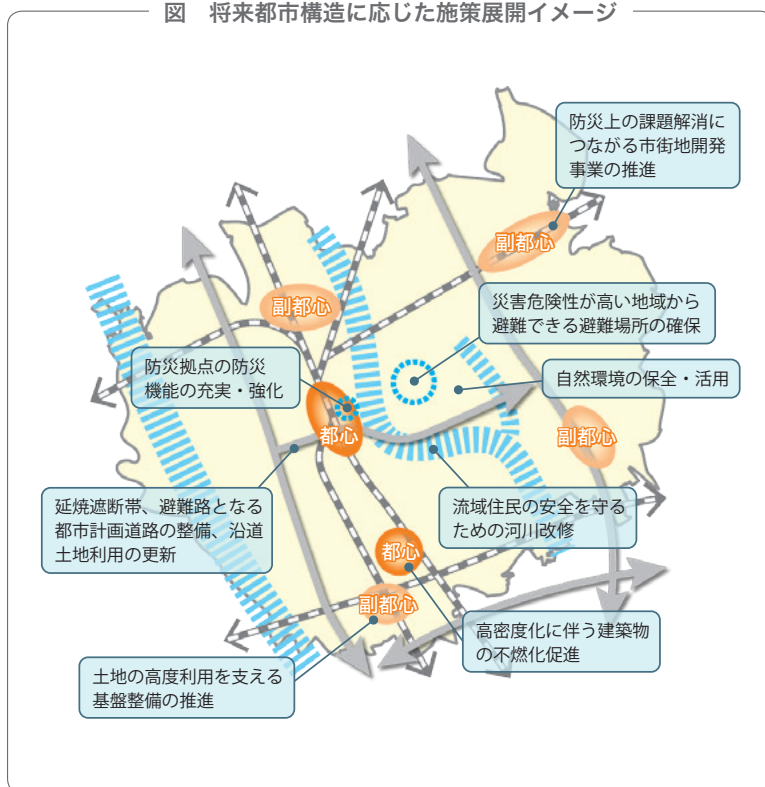 図 将来都市構造に応じた施策展開イメージ
防災上の課題解消に
つながる市街地開発
事業の推進
副都心
災害危険性が高い地域から
避難できる避難場所の確保
副都心
防災拠点の防災
機能の充実・強化
自然環境の保全・活用
都心
副都心
延焼遮断帯、避難路となる
都市計画道路の整備、沿道
土地利用の更新
流域住民の安全を守る
ための河川改修
都心
副都心
高密度化に伴う建築物
の不燃化促進
土地の高度利用を支える
基盤整備の推進